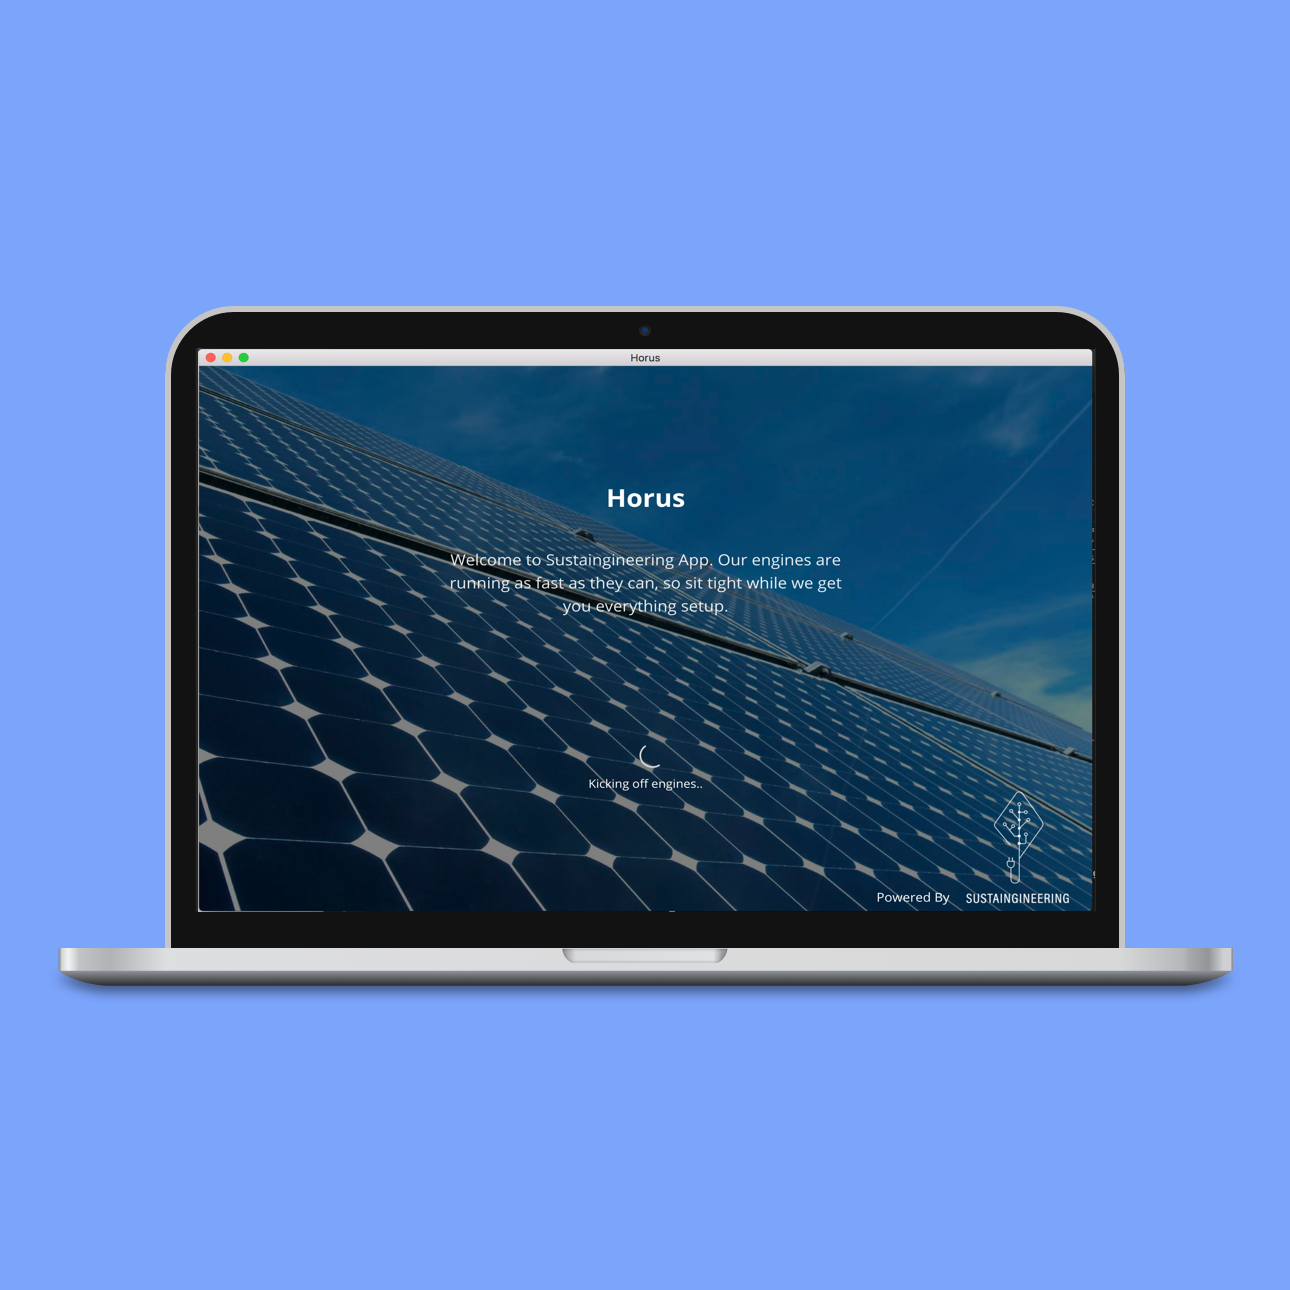 Horus
Horus
Welcome to Sustaingineering App. Our engines are
running as fast as they can, so sit tight while we get
you everything setup.
Kicking off engines..
Powered By SUSTAINGINEERING